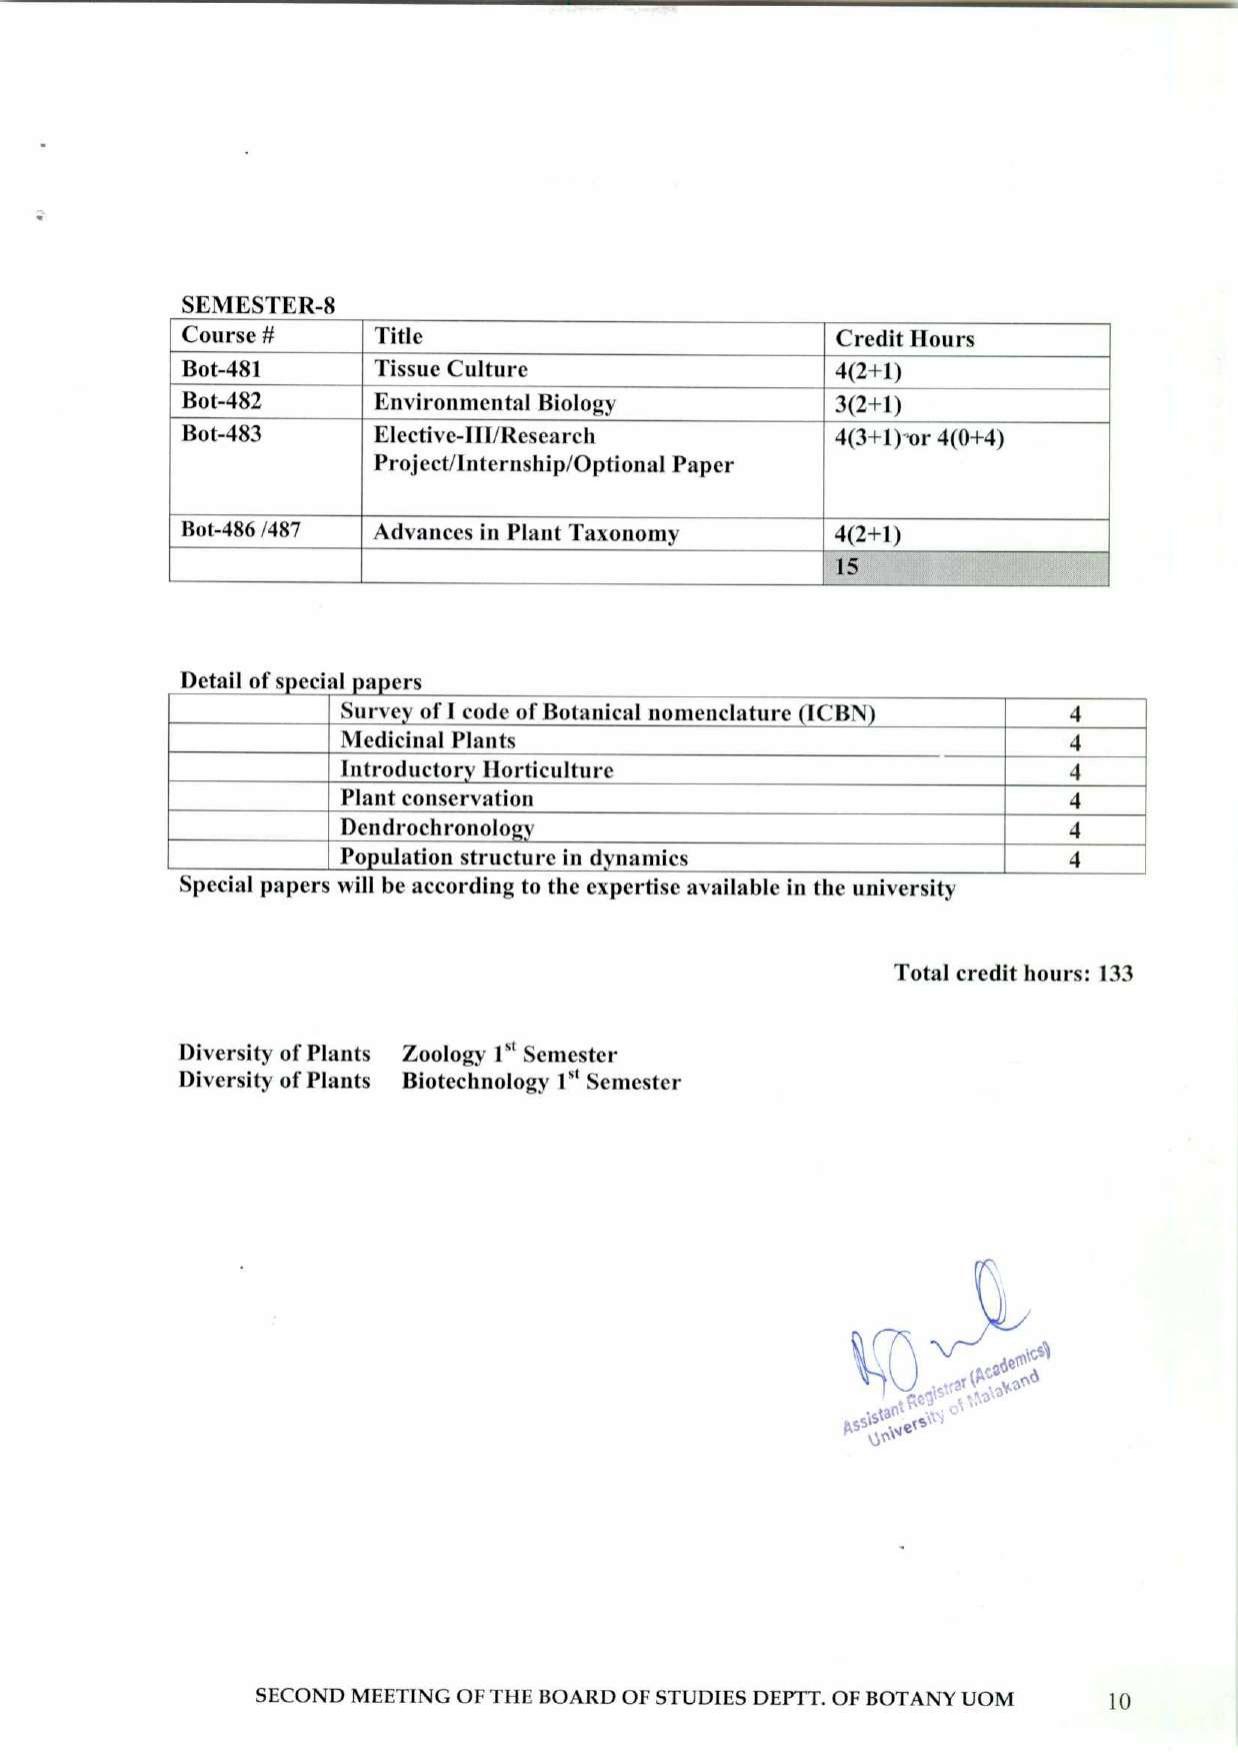 SEMESTER-8
Course # Title Credit Hours
Bot-481 Tissue Culture 4(2+1)
Bot-482 Environmental Biology 3(2+1)
Bot-483 Elective-III/Research 4(3+1) or 4(0+4)
Project/Internship/Optional Paper
Bot-486 /487 Advances in Plant Taxonomy 4(2+1)
15
Detail of special papers
Survey of I code of Botanical nomenclature (ICBN) 4
Medicinal Plants 4
Introductory Horticulture 4
Plant conservation 4
Dendrochronology 4
Population structure in dynamics 4
Special papers will be according to the expertise available in the university
Total credit hours: 133
Diversity of Plants Zoology 1st Semester
Diversity of Plants Biotechnology 1st Semester
Assistant Registrar (Academics)
University of Malakand
SECOND MEETING OF THE BOARD OF STUDIES DEPTT. OF BOTANY UOM 10